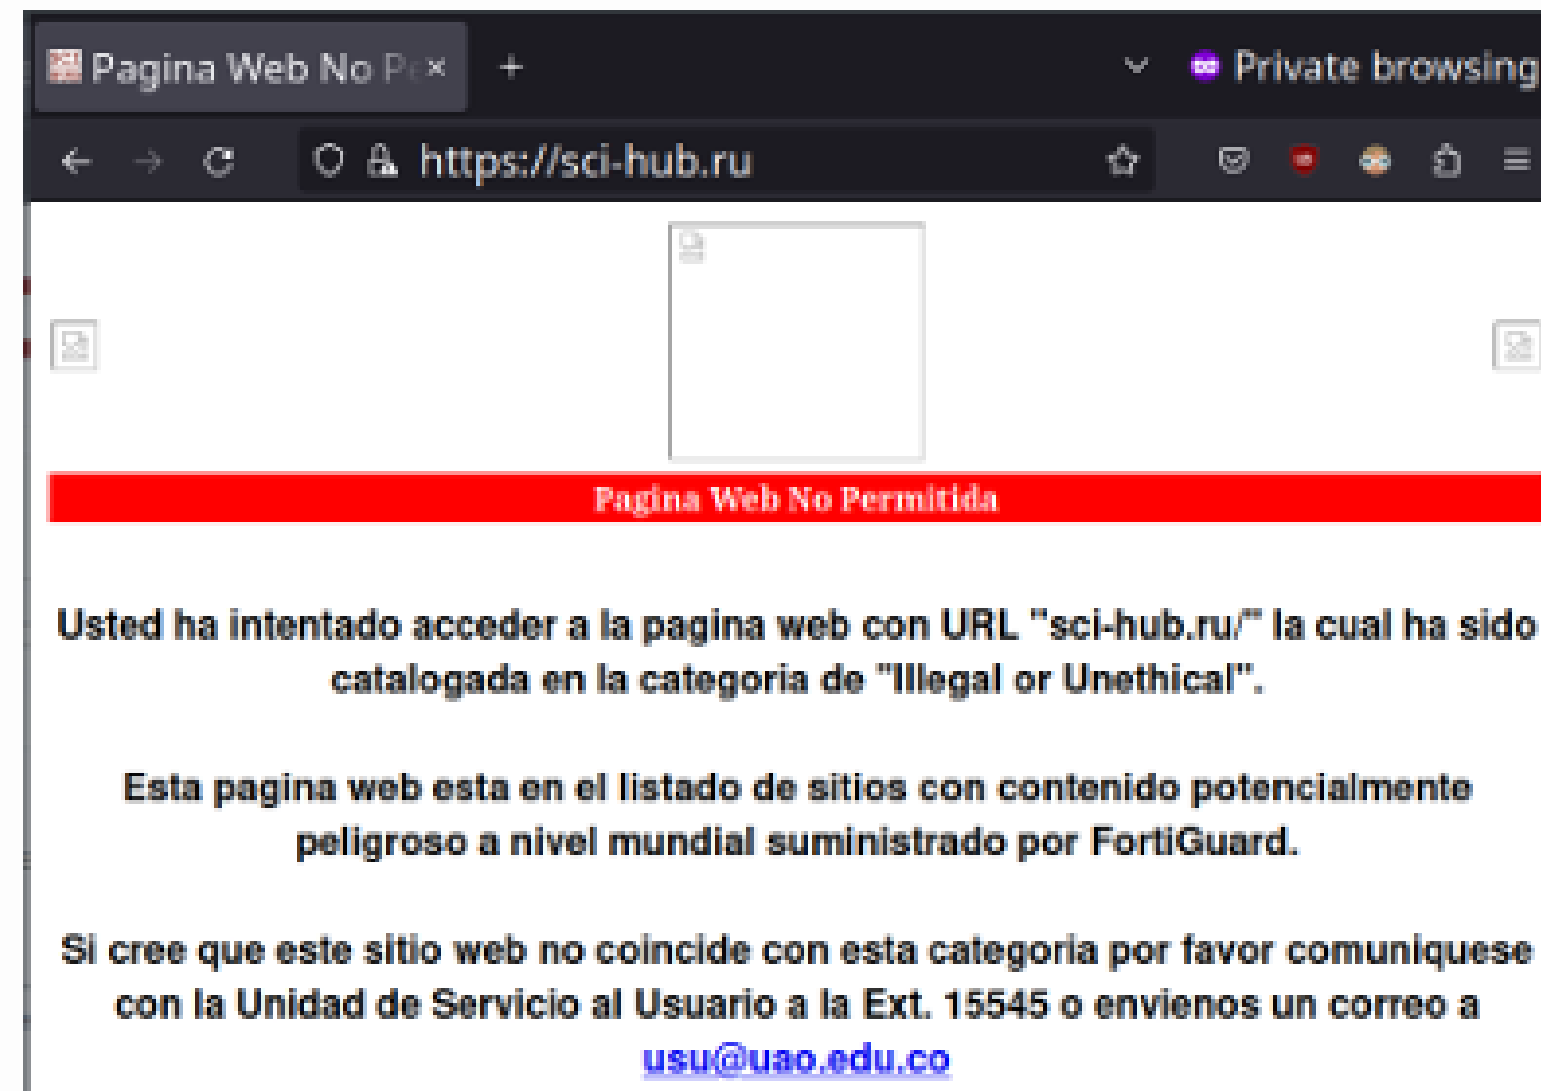 Pagina Web No P
Private browsing
https://sci-hub.ru
Pagina Web No Permitida
Usted ha intentado acceder a la pagina web con URL "sci-hub.ru/" la cual ha sido
catalogada en la categoria de "Illegal or Unethical".
Esta pagina web esta en el listado de sitios con contenido potencialmente
peligroso a nivel mundial suministrado por FortiGuard.
Si cree que este sitio web no coincide con esta categoria por favor comuniquese
con la Unidad de Servicio al Usuario a la Ext. 15545 o envienos un correo a
usu@uao.edu.co